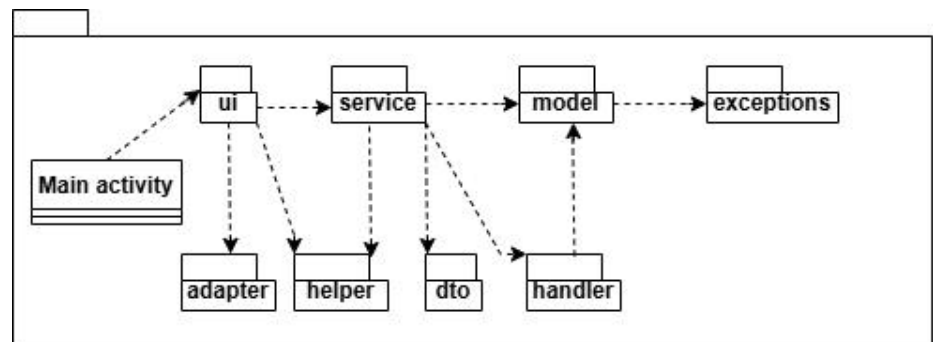 ui
service
model
exceptions
Main activity
adapter
helper
dto
handler